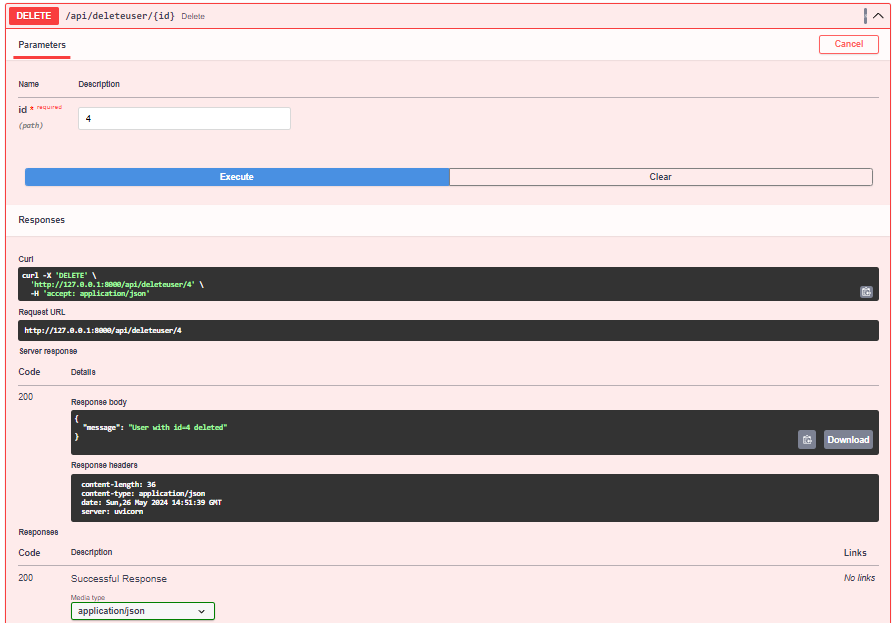 DELETE /api/deleteuser/{id} Delete
Parameters
Cancel
Name Description
id * required
(path)
4
Execute Clear
Responses
Curl
curl -X 'DELETE' \
'http://127.0.0.1:8000/api/deleteuser/4' \
-H 'accept: application/json'
Request URL
http://127.0.0.1:8000/api/deleteuser/4
Server response
Code Details
200
Response body
{
"message": "User with id=4 deleted"
}
Download
Response headers
content-length: 36
content-type: application/json
date: Sun,26 May 2024 14:51:39 GMT
server: uvicorn
Responses
Code Description Links
200 Successful Response No links
Media type
application/json